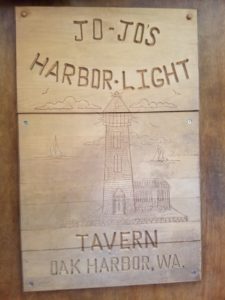 JO-JO'S
HARBOR·LIGHT
TAVERN
OAK HARBOR, WA.